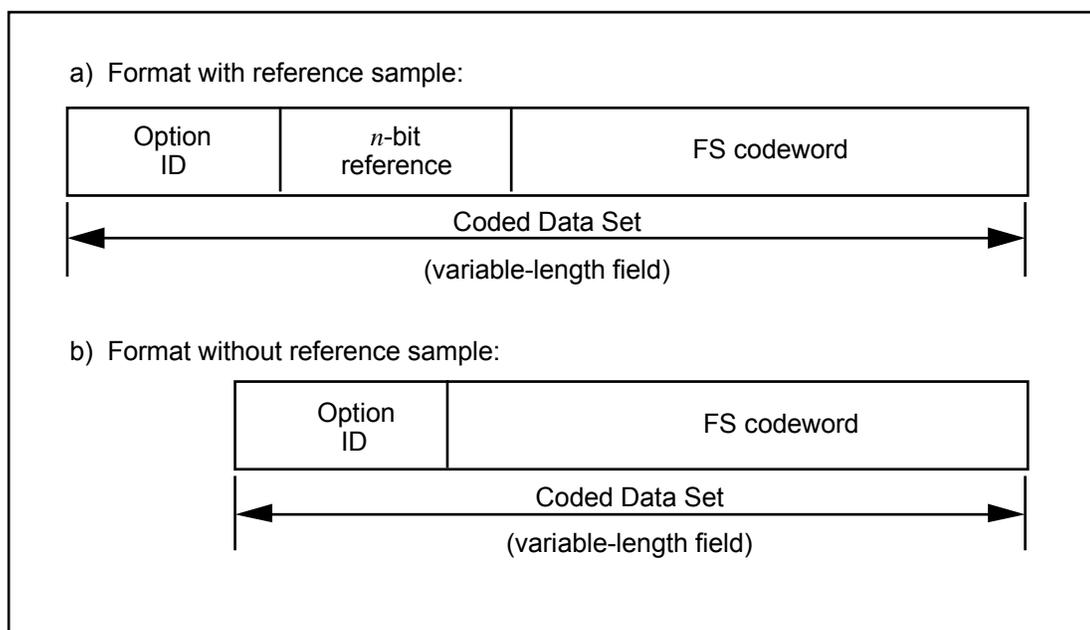 a) Format with reference sample:
Option
ID
n-bit
reference
FS codeword
Coded Data Set
(variable-length field)
b) Format without reference sample:
Option
ID
FS codeword
Coded Data Set
(variable-length field)